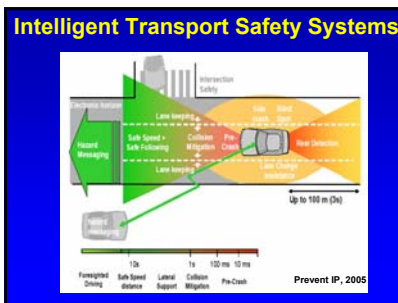 Intelligent Transport Safety Systems
Intersection
Safety
Electronic horizon
Side
crash
Blind
Spot
Lane keeping
Hazard
Messaging
Safe Speed +
Safe Following
Collision
Mitigation
Pre-
Crash
Rear Detection
Lane keeping
Lane Change
Assistance
Up to 100 m (3s)
Hazard
messaging
10s
1s
100 ms
10 ms
Foresighted
Driving
Safe Speed
distance
Lateral
Support
Collision
Mitigation
Pre-Crash
Prevent IP, 2005